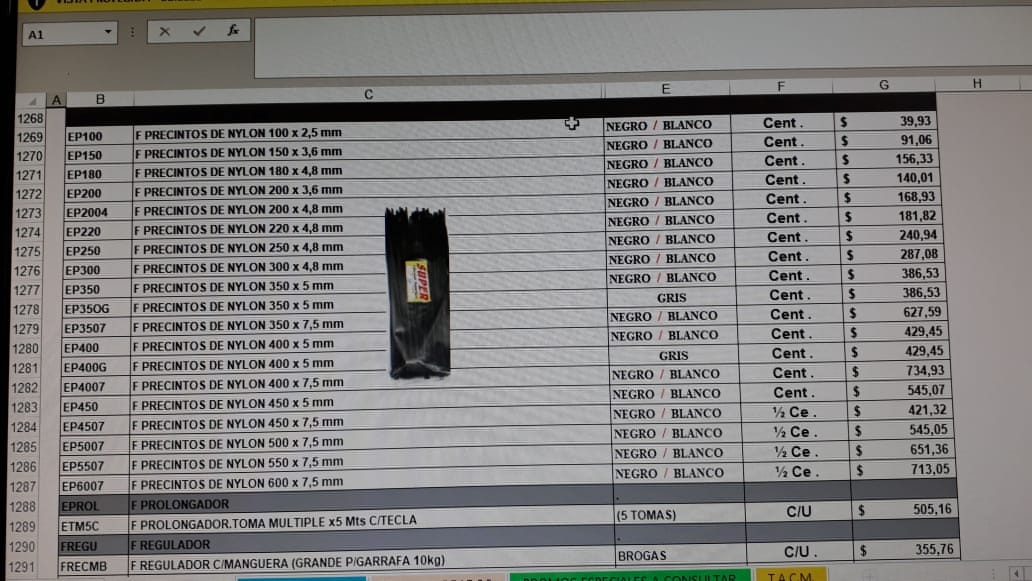 A1
fx
A B C E F G H
1268
1269 EP100 F PRECINTOS DE NYLON 100 x 2,5 mm NEGRO / BLANCO Cent. $ 39,93
1270 EP150 F PRECINTOS DE NYLON 150 x 3,6 mm NEGRO / BLANCO Cent. $ 91,06
1271 EP180 F PRECINTOS DE NYLON 180 x 4,8 mm NEGRO / BLANCO Cent. $ 156,33
1272 EP200 F PRECINTOS DE NYLON 200 x 3,6 mm NEGRO / BLANCO Cent. $ 140,01
1273 EP2004 F PRECINTOS DE NYLON 200 x 4,8 mm NEGRO / BLANCO Cent. $ 168,93
1274 EP220 F PRECINTOS DE NYLON 220 x 4,8 mm NEGRO / BLANCO Cent. $ 181,82
1275 EP250 F PRECINTOS DE NYLON 250 x 4,8 mm NEGRO / BLANCO Cent. $ 240,94
1276 EP300 F PRECINTOS DE NYLON 300 x 4,8 mm NEGRO / BLANCO Cent. $ 287,08
1277 EP350 F PRECINTOS DE NYLON 350 x 5 mm NEGRO / BLANCO Cent. $ 386,53
1278 EP35OG F PRECINTOS DE NYLON 350 x 5 mm GRIS Cent. $ 386,53
1279 EP3507 F PRECINTOS DE NYLON 350 x 7,5 mm NEGRO / BLANCO Cent. $ 627,59
1280 EP400 F PRECINTOS DE NYLON 400 x 5 mm NEGRO / BLANCO Cent. $ 429,45
1281 EP400G F PRECINTOS DE NYLON 400 x 5 mm GRIS Cent. $ 429,45
1282 EP4007 F PRECINTOS DE NYLON 400 x 7,5 mm NEGRO / BLANCO Cent. $ 734,93
1283 EP450 F PRECINTOS DE NYLON 450 x 5 mm NEGRO / BLANCO Cent. $ 545,07
1284 EP4507 F PRECINTOS DE NYLON 450 x 7,5 mm NEGRO / BLANCO ½ Ce. $ 421,32
1285 EP5007 F PRECINTOS DE NYLON 500 x 7,5 mm NEGRO / BLANCO ½ Ce. $ 545,05
1286 EP5507 F PRECINTOS DE NYLON 550 x 7,5 mm NEGRO / BLANCO ½ Ce. $ 651,36
1287 EP6007 F PRECINTOS DE NYLON 600 x 7,5 mm NEGRO / BLANCO ½ Ce. $ 713,05
1288 EPROL F PROLONGADOR .
1289 ETM5C F PROLONGADOR.TOMA MULTIPLE x5 Mts C/TECLA (5 TOMAS) C/U $ 505,16
1290 FREGU F REGULADOR .
1291 FRECMB F REGULADOR C/MANGUERA (GRANDE P/GARRAFA 10kg) BROGAS C/U. $ 355,76
SUPER
PROMOS ESPECIALES A CONSULTAR T.A.C.M.